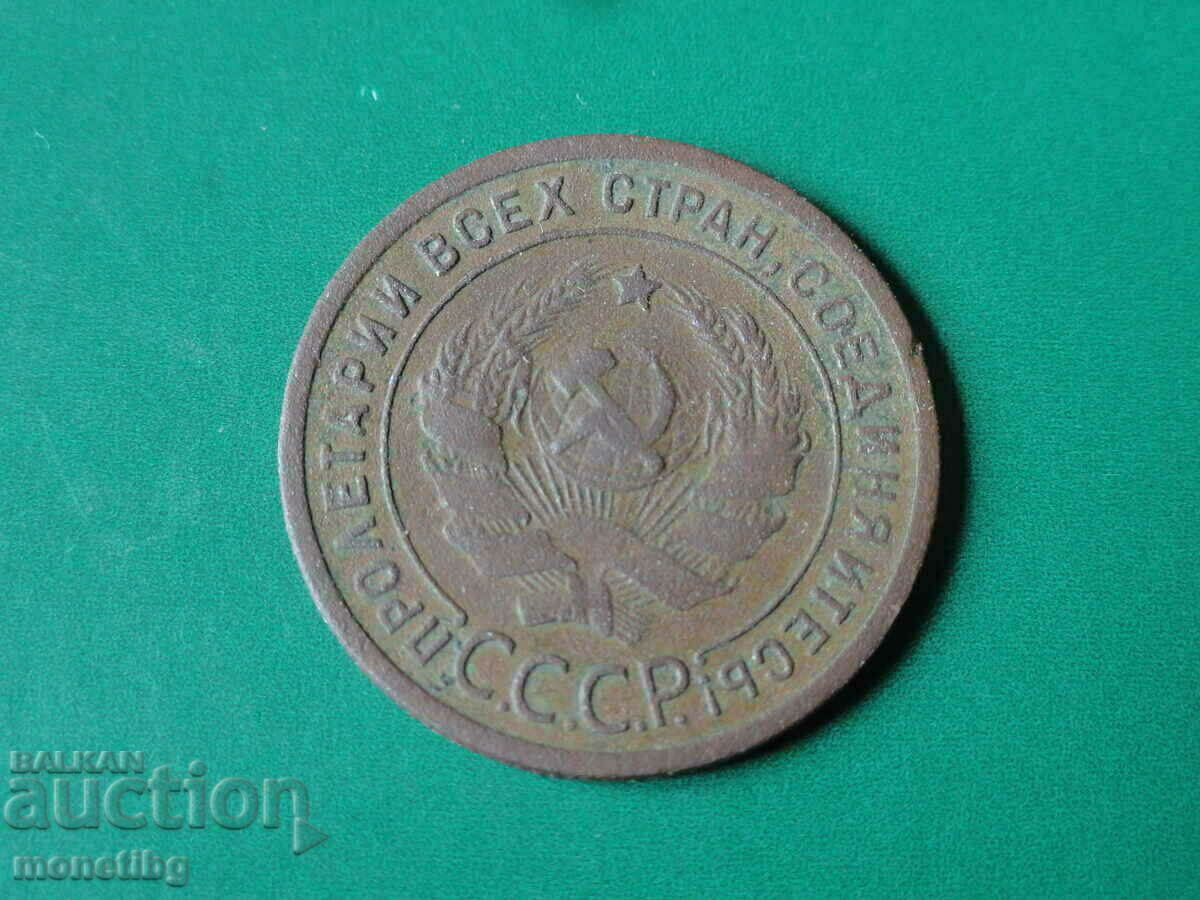 ПРОЛЕТАРИИ ВСЕХ СТРАН, СОЕДИНЯЙТЕСЬ!
С.С.С.Р.
BALKAN
auction
monetibg